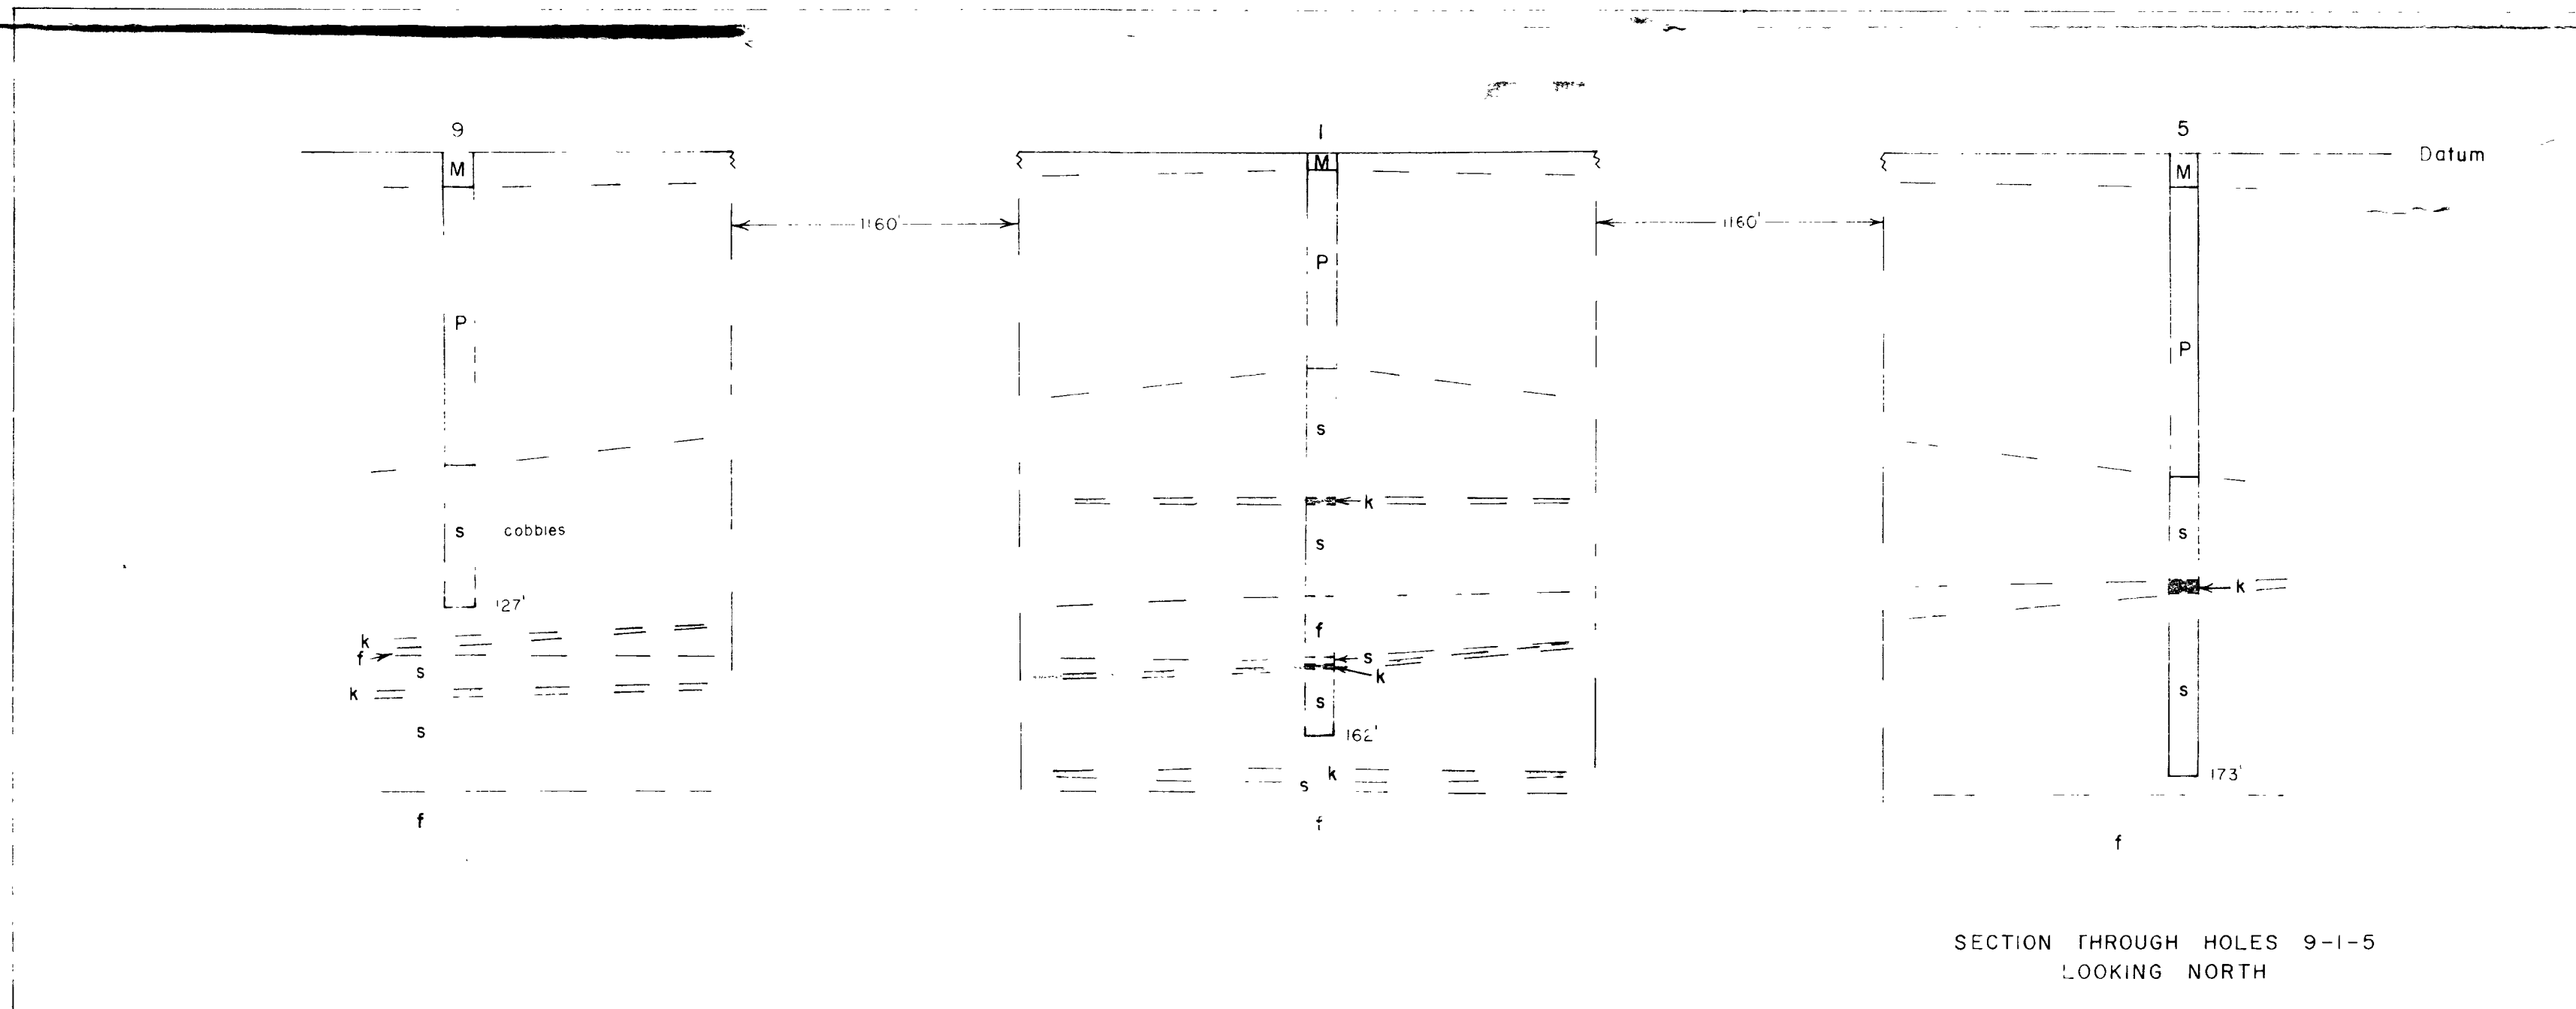 9
1
5
Datum
M
M
M
1160'
1160'
P
P
P
s
k
s cobbles
s
s
k
127'
f
k
f
s
s
k
s
k
s
s
162'
s
k
s
173'
f
f
f
SECTION THROUGH HOLES 9-1-5
LOOKING NORTH